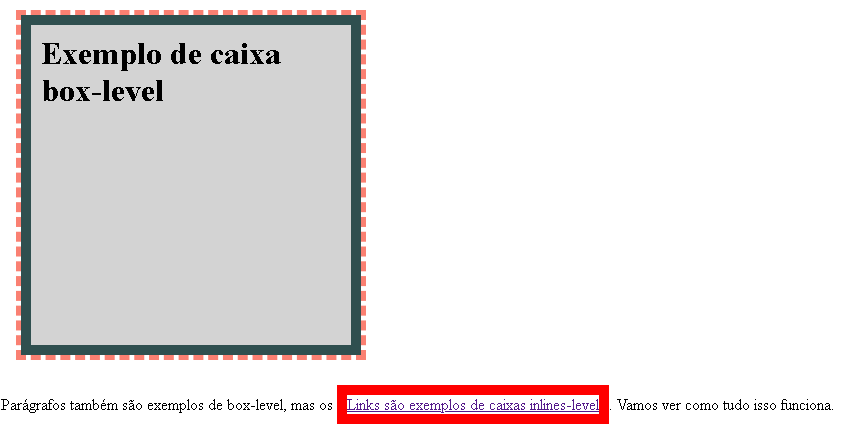 Exemplo de caixa
box-level
Parágrafos também são exemplos de box-level, mas os Links são exemplos de caixas inlines-level. Vamos ver como tudo isso funciona.